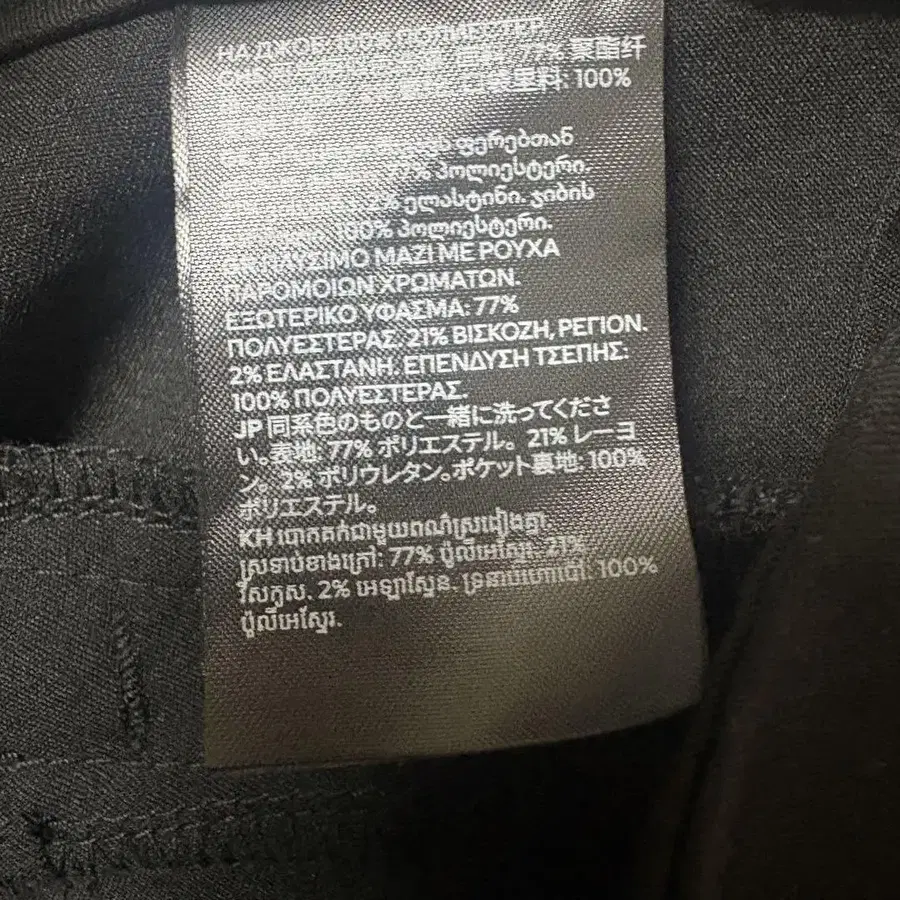 НА ДЖОБ: 100% ПОЛИЕСТЕР.
面料: 77% 聚酯纤
口袋里料: 100%
ფერებთან
77% პოლიესტერი.
2% ელასტინი. ჯიბის
100% პოლიესტერი.
ΠΛΥΣΙΜΟ ΜΑΖΙ ΜΕ ΡΟΥΧΑ
ΠΑΡΟΜΟΙΩΝ ΧΡΩΜΑΤΩΝ.
ΕΞΩΤΕΡΙΚΟ ΥΦΑΣΜΑ: 77%
ΠΟΛΥΕΣΤΕΡΑΣ. 21% ΒΙΣΚΟΖΗ, ΡΕΓΙΟΝ.
2% ΕΛΑΣΤΑΝΗ. ΕΠΕΝΔΥΣΗ ΤΣΕΠΗΣ:
100% ΠΟΛΥΕΣΤΕΡΑΣ.
JP 同系色のものと一緒に洗ってくださ
い。表地: 77% ポリエステル。 21% レーヨ
ン。 2% ポリウレタン。ポケット裏地: 100%
ポリエステル。
KH បោកគក់ជាមួយពណ៌ស្រដៀងគ្នា.
ស្រទាប់ខាងក្រៅ: 77% ប៉ូលីអេស្ទែរ. 21%
វីសកូស. 2% អេឡាស្ទែន. ទ្រនាប់ហោប៉ៅ: 100%
ប៉ូលីអេស្ទែរ.